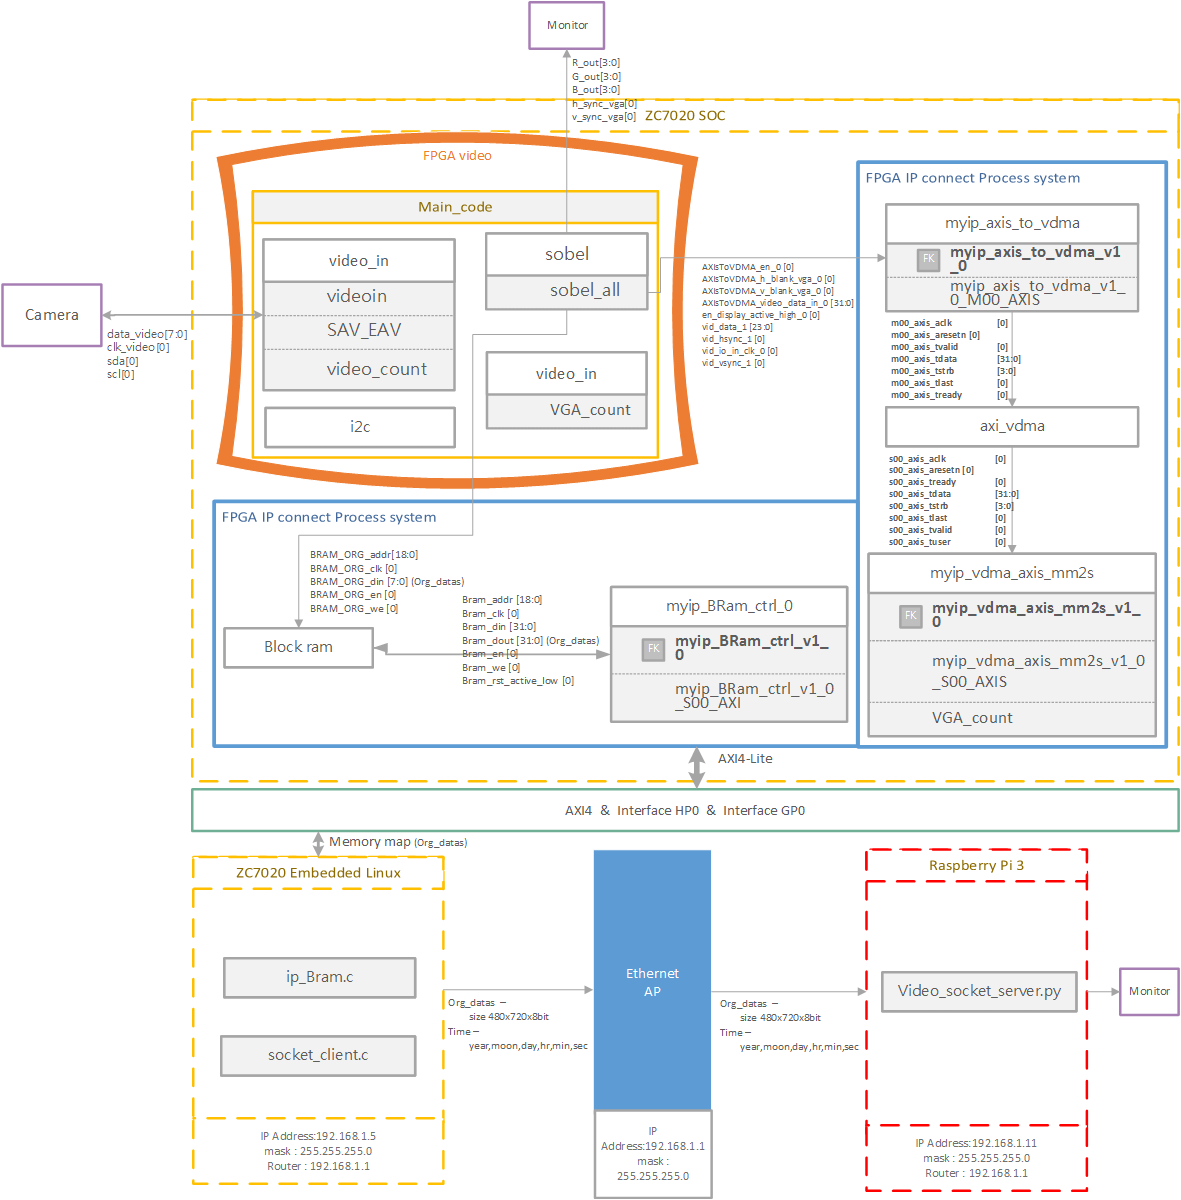 Monitor
R_out[3:0]
G_out[3:0]
B_out[3:0]
h_sync_vga[0]
v_sync_vga[0]
ZC7020 SOC
FPGA video
Main_code
video_in
videoin
SAV_EAV
video_count
i2c
sobel
sobel_all
video_in
VGA_count
Camera
data_video[7:0]
clk_video[0]
sda[0]
scl[0]
AXIsToVDMA_en_0 [0]
AXIsToVDMA_h_blank_vga_0 [0]
AXIsToVDMA_v_blank_vga_0 [0]
AXIsToVDMA_video_data_in_0 [31:0]
en_display_active_high_0 [0]
vid_data_1 [23:0]
vid_hsync_1 [0]
vid_io_in_clk_0 [0]
vid_vsync_1 [0]
FPGA IP connect Process system
myip_axis_to_vdma
FK
myip_axis_to_vdma_v1
_0
myip_axis_to_vdma_v1_
0_M00_AXIS
m00_axis_aclk [0]
m00_axis_aresetn [0]
m00_axis_tvalid [0]
m00_axis_tdata [31:0]
m00_axis_tstrb [3:0]
m00_axis_tlast [0]
m00_axis_tready [0]
axi_vdma
s00_axis_aclk [0]
s00_axis_aresetn [0]
s00_axis_tready [0]
s00_axis_tdata [31:0]
s00_axis_tstrb [3:0]
s00_axis_tlast [0]
s00_axis_tvalid [0]
s00_axis_tuser [0]
myip_vdma_axis_mm2s
FK
myip_vdma_axis_mm2s_v1_
0
myip_vdma_axis_mm2s_v1_0
_S00_AXIS
VGA_count
FPGA IP connect Process system
BRAM_ORG_addr[18:0]
BRAM_ORG_clk [0]
BRAM_ORG_din [7:0] (Org_datas)
BRAM_ORG_en [0]
BRAM_ORG_we [0]
Block ram
Bram_addr [18:0]
Bram_clk [0]
Bram_din [31:0]
Bram_dout [31:0] (Org_datas)
Bram_en [0]
Bram_we [0]
Bram_rst_active_low [0]
myip_BRam_ctrl_0
FK
myip_BRam_ctrl_v1_
0
myip_BRam_ctrl_v1_0
_S00_AXI
AXI4-Lite
AXI4 & Interface HP0 & Interface GP0
Memory map (Org_datas)
ZC7020 Embedded Linux
ip_Bram.c
socket_client.c
IP Address:192.168.1.5
mask : 255.255.255.0
Router : 192.168.1.1
Org_datas –
size 480x720x8bit
Time –
year,moon,day,hr,min,sec
Ethernet
AP
IP
Address:192.168.1.1
mask :
255.255.255.0
Org_datas –
size 480x720x8bit
Time –
year,moon,day,hr,min,sec
Raspberry Pi 3
Video_socket_server.py
IP Address:192.168.1.11
mask : 255.255.255.0
Router : 192.168.1.1
Monitor